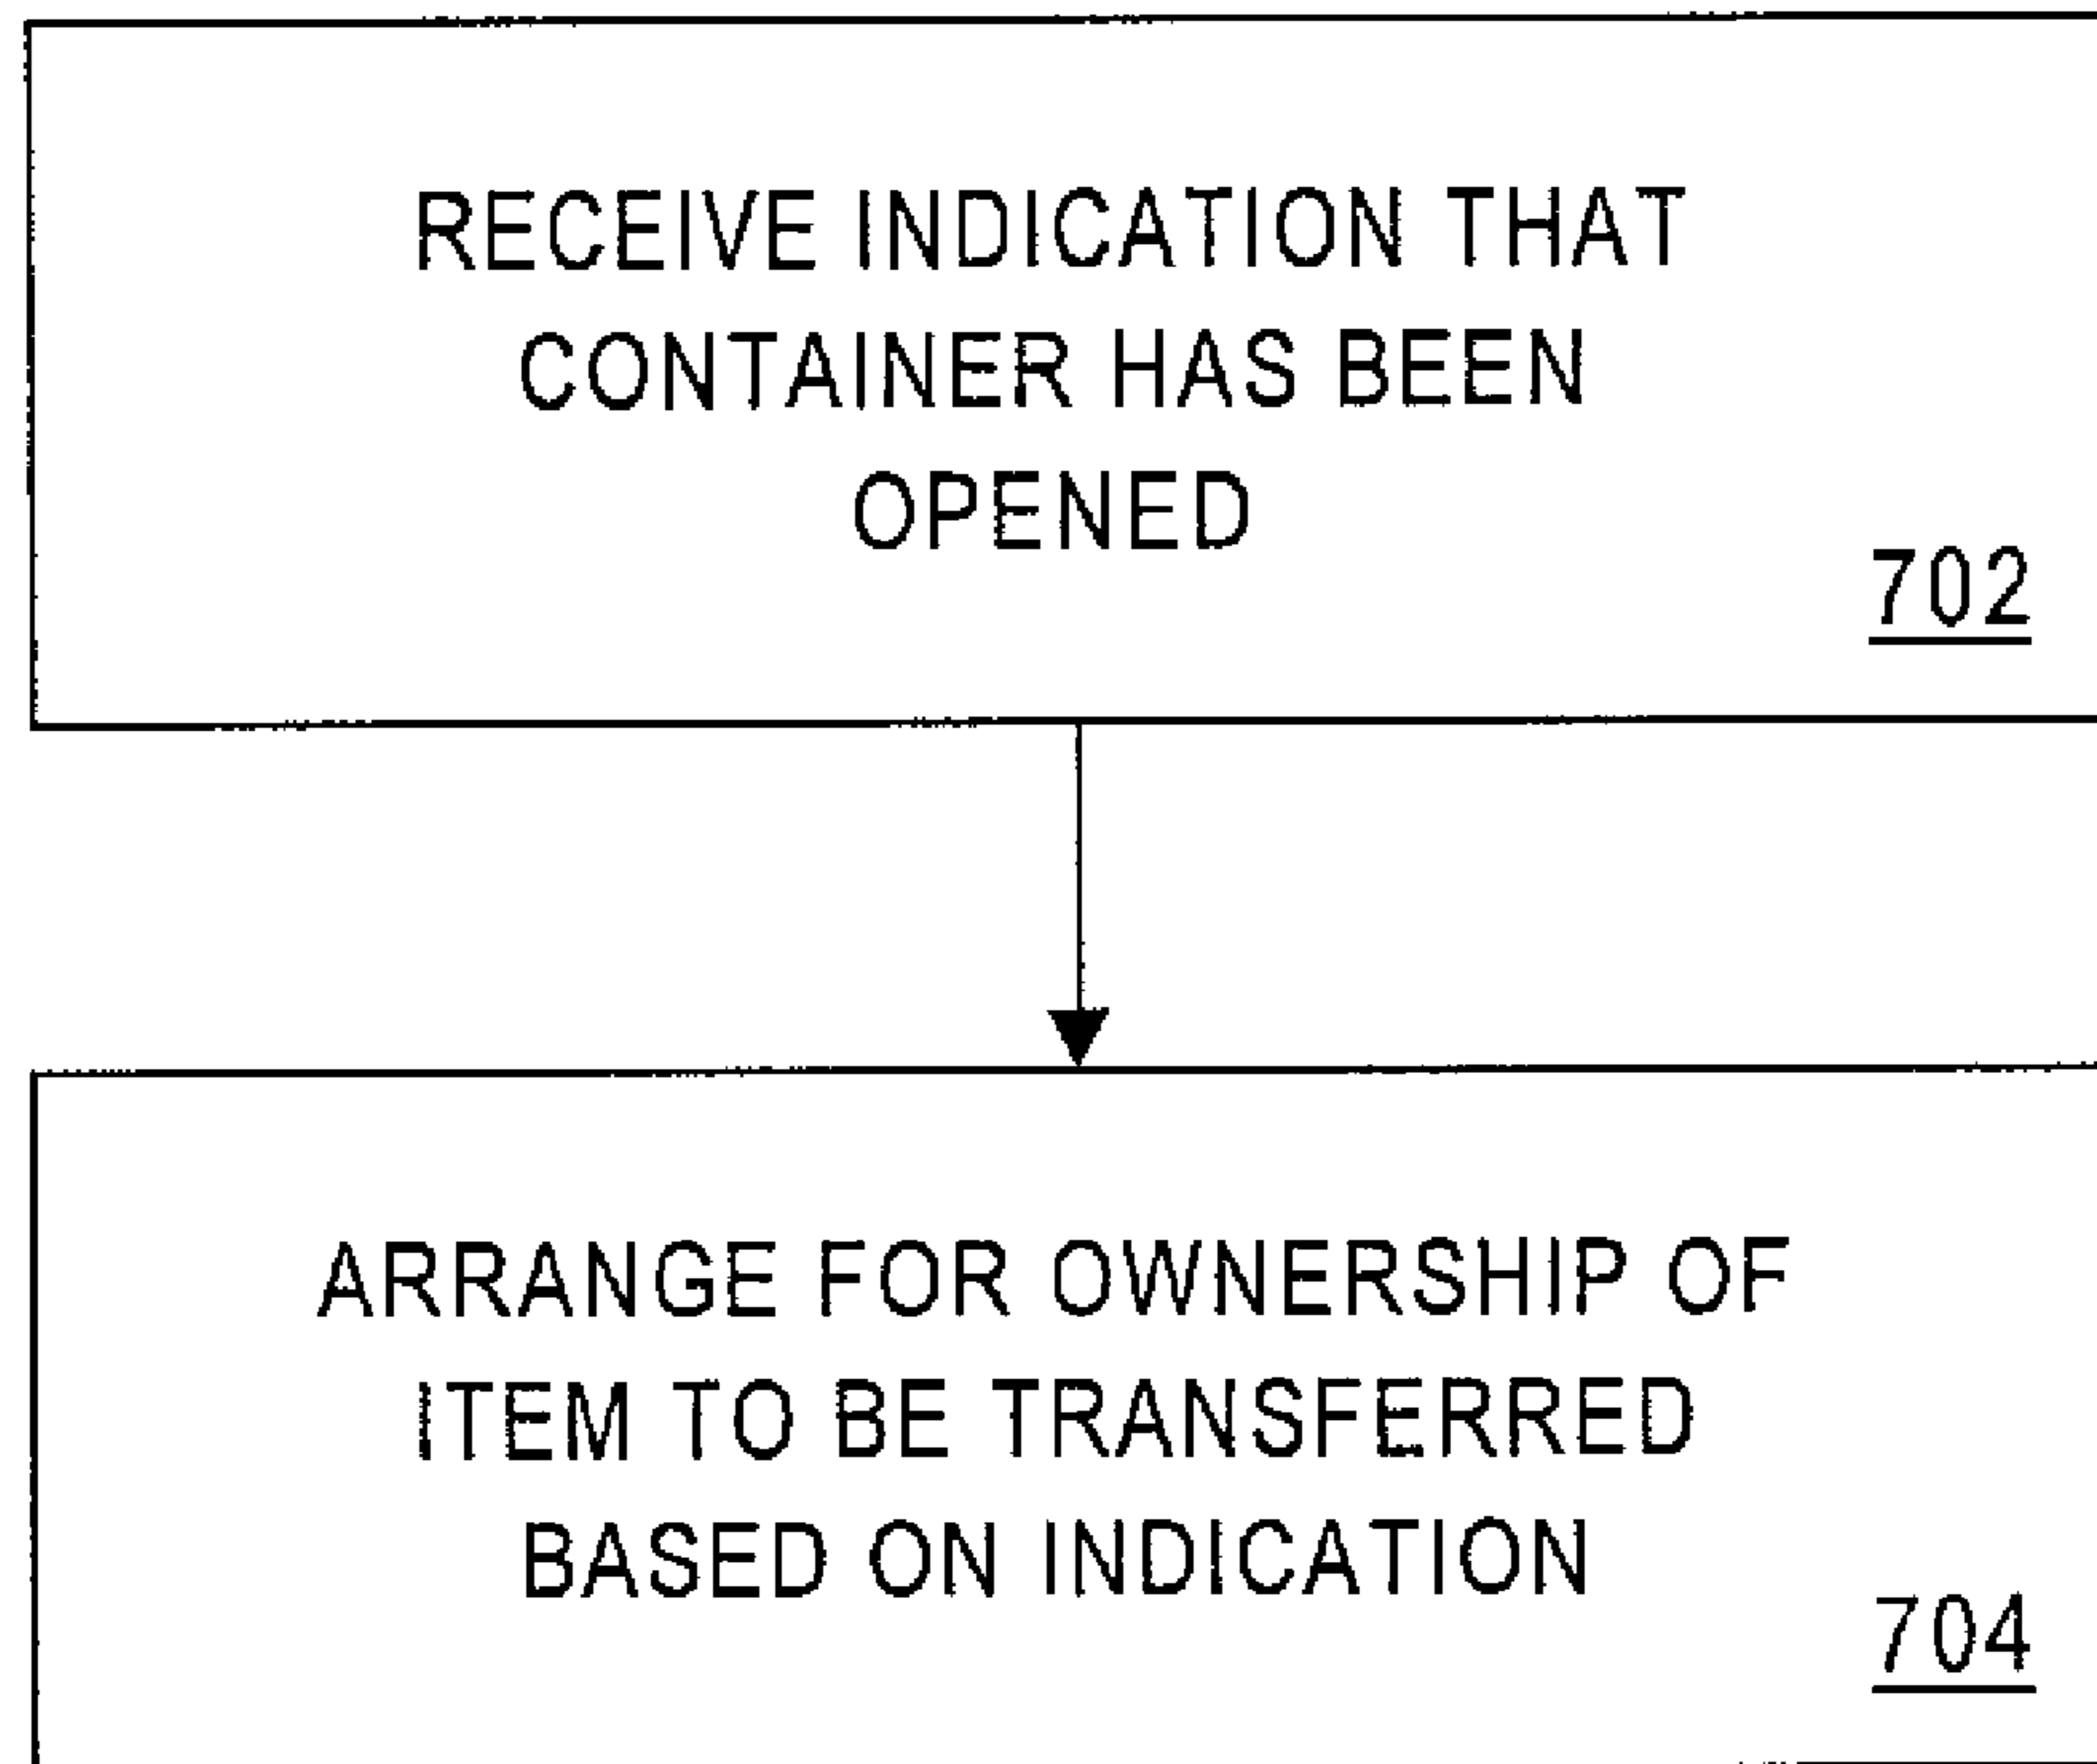 RECEIVE INDICATION THAT
CONTAINER HAS BEEN
OPENED
702
ARRANGE FOR OWNERSHIP OF
ITEM TO BE TRANSFERRED
BASED ON INDICATION
704